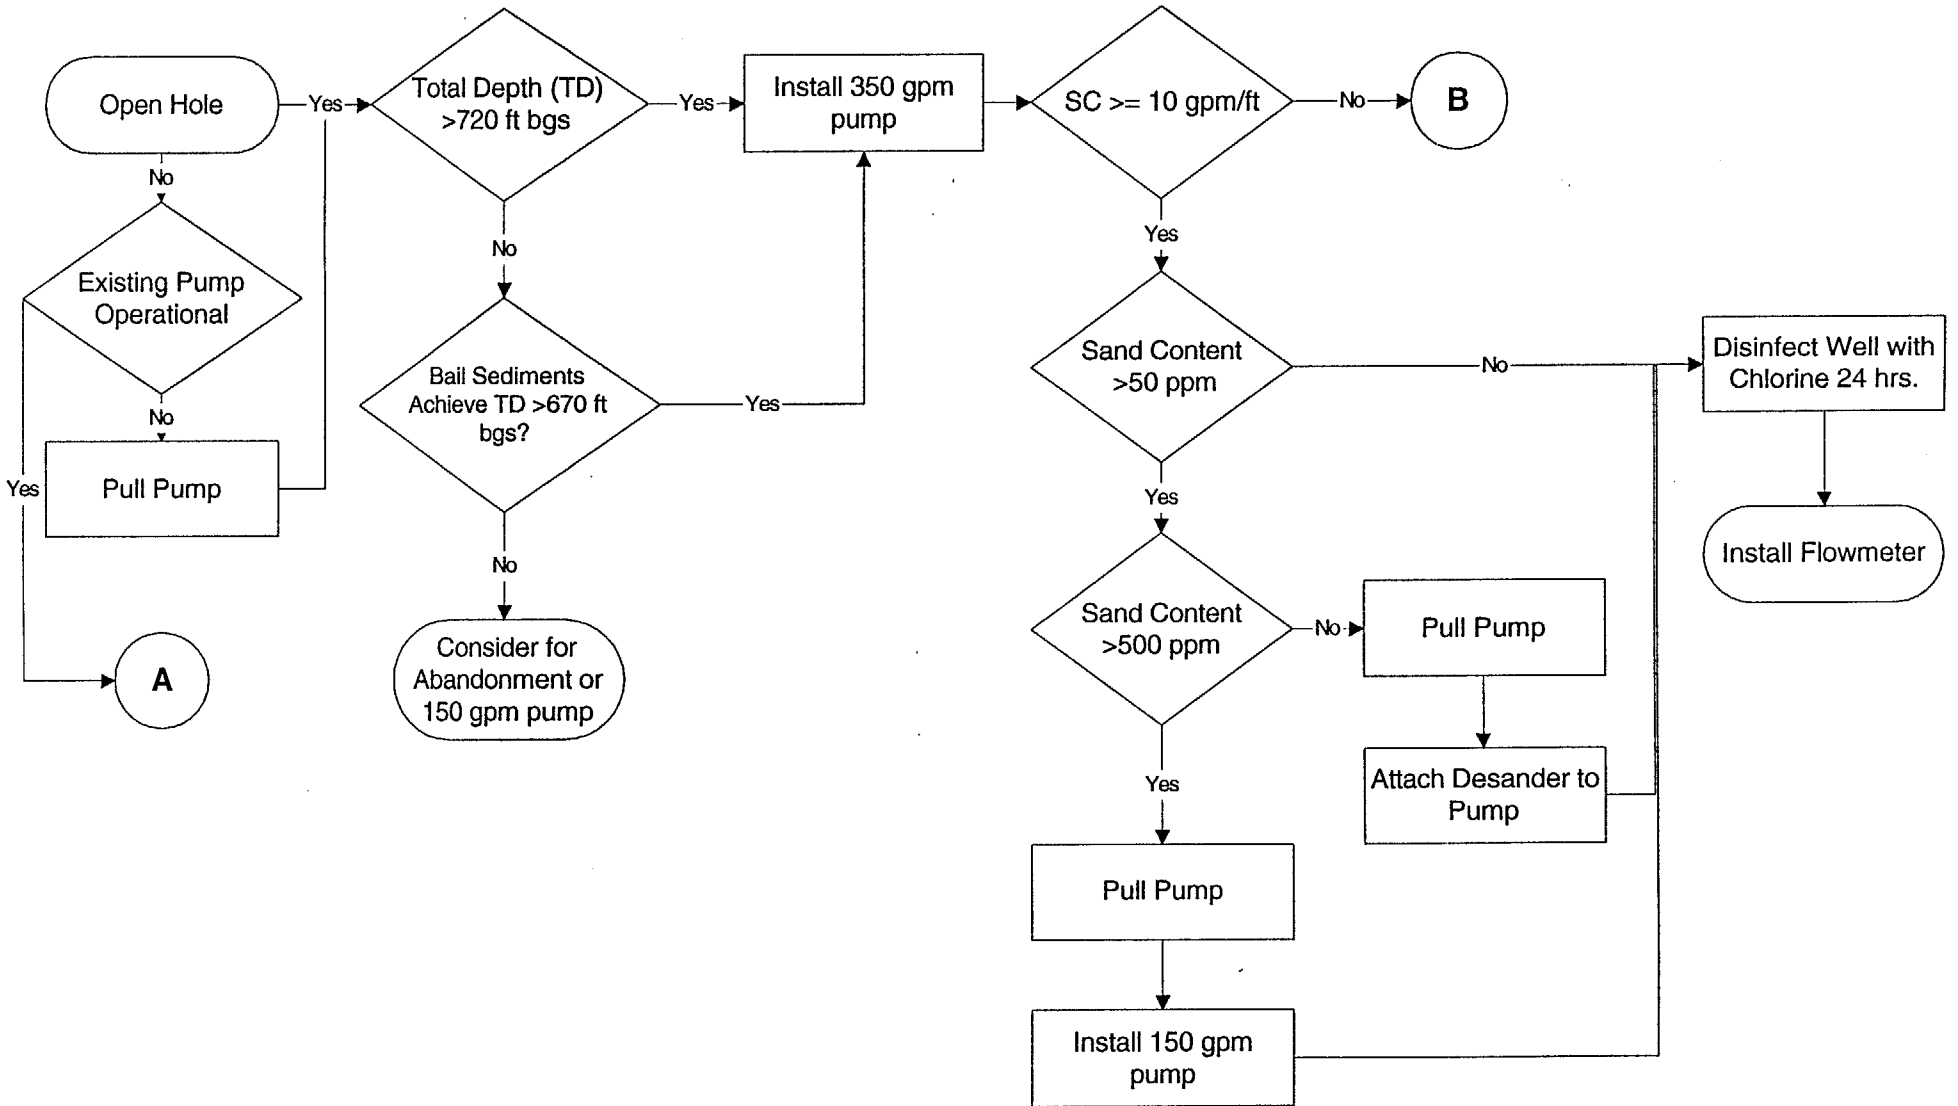 Open Hole
Yes
Total Depth (TD)
>720 ft bgs
Yes
Install 350 gpm
pump
SC >= 10 gpm/ft
No
B
No
Existing Pump
Operational
No
Pull Pump
Yes
A
No
Bail Sediments
Achieve TD >670 ft
bgs?
Yes
No
Consider for
Abandonment or
150 gpm pump
Yes
Sand Content
>50 ppm
No
Disinfect Well with
Chlorine 24 hrs.
Install Flowmeter
Yes
Sand Content
>500 ppm
No
Pull Pump
Attach Desander to
Pump
Yes
Pull Pump
Install 150 gpm
pump